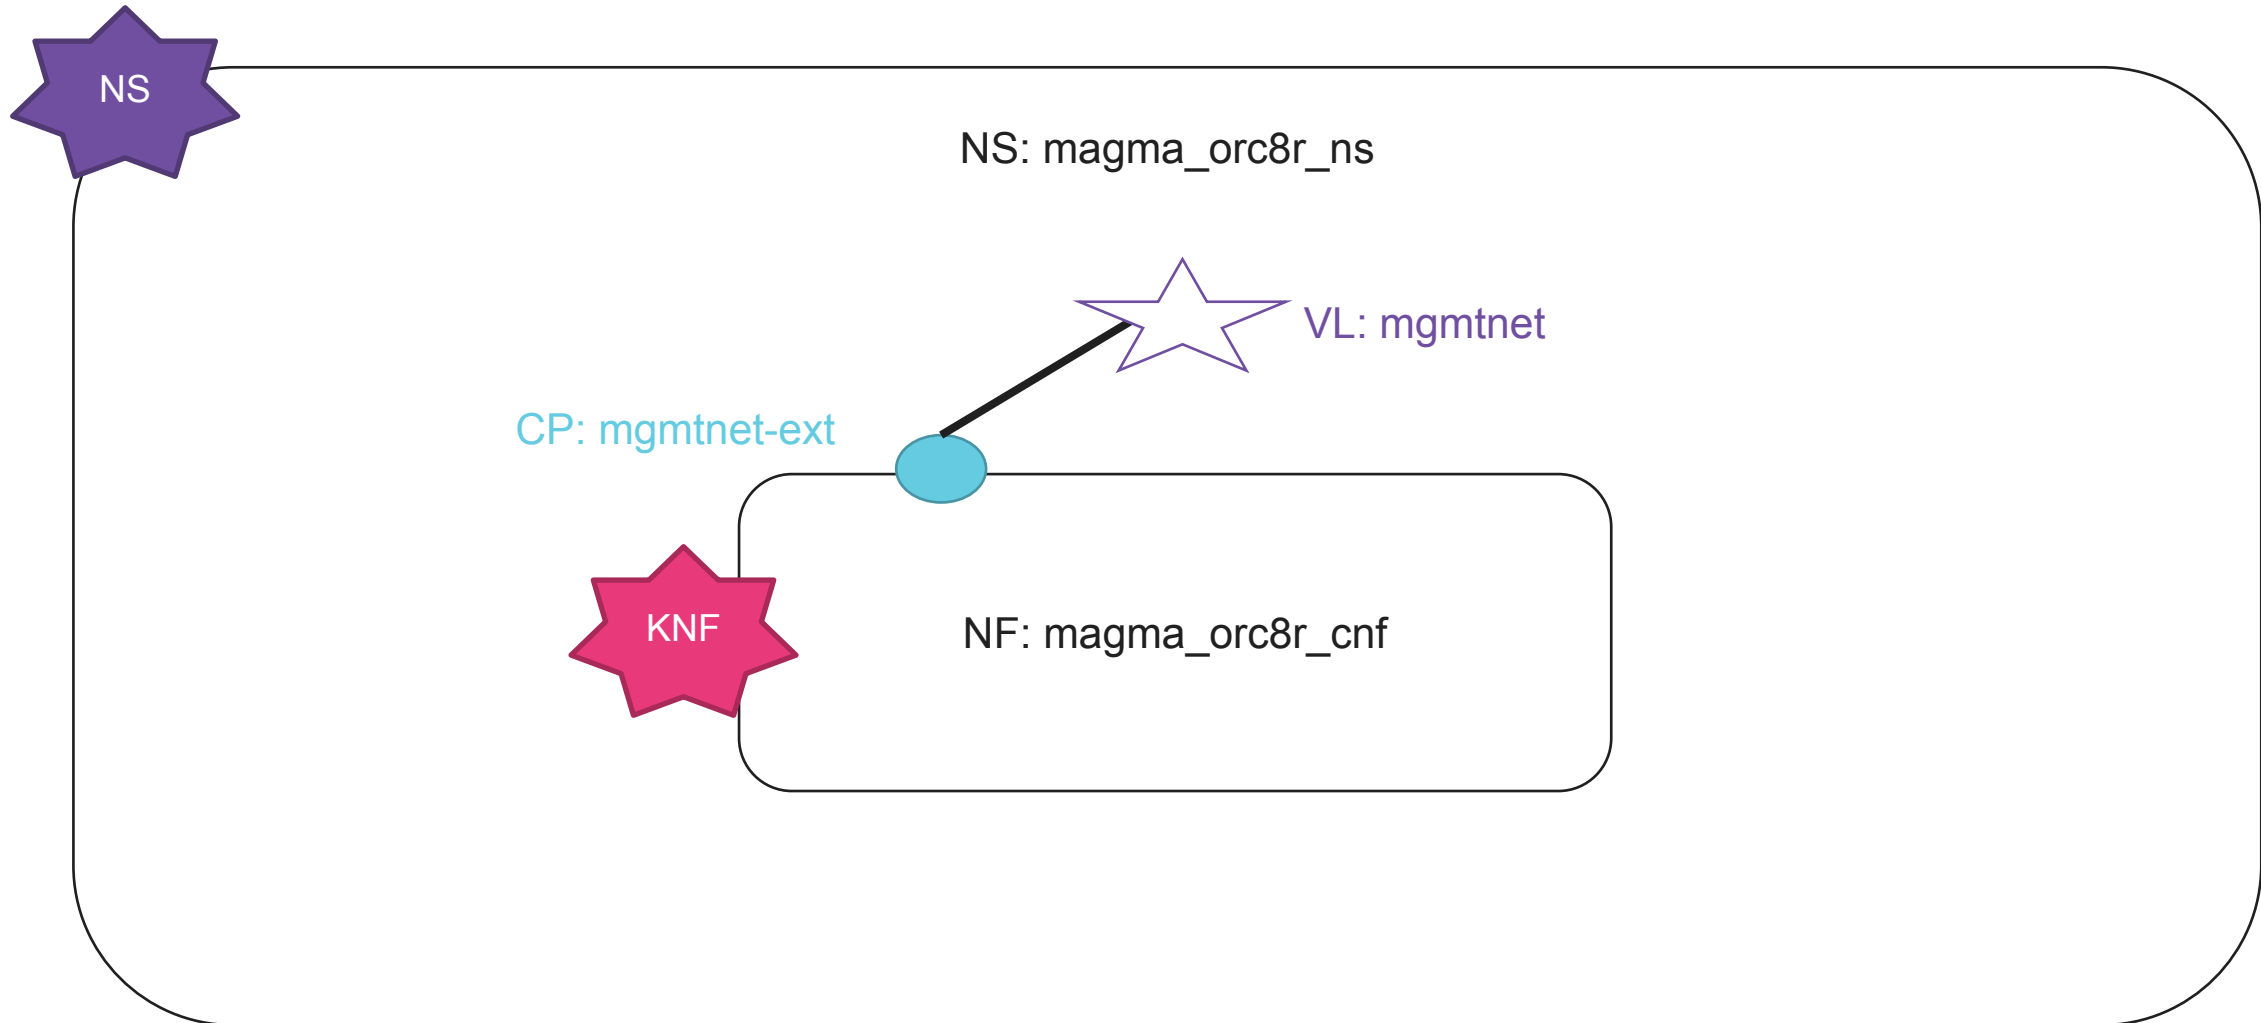 NS
NS: magma_orc8r_ns
VL: mgmtnet
CP: mgmtnet-ext
KNF
NF: magma_orc8r_cnf